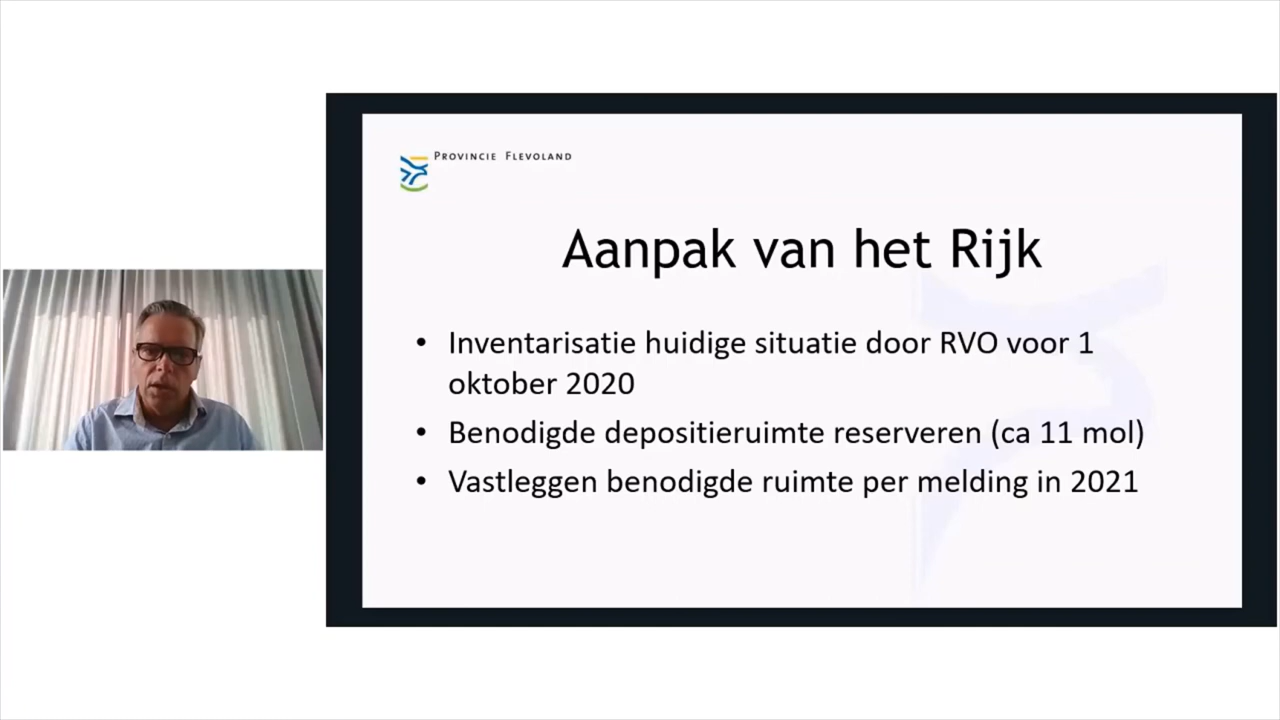 Provincie Flevoland
Aanpak van het Rijk
• Inventarisatie huidige situatie door RVO voor 1
oktober 2020
• Benodigde depositieruimte reserveren (ca 11 mol)
• Vastleggen benodigde ruimte per melding in 2021